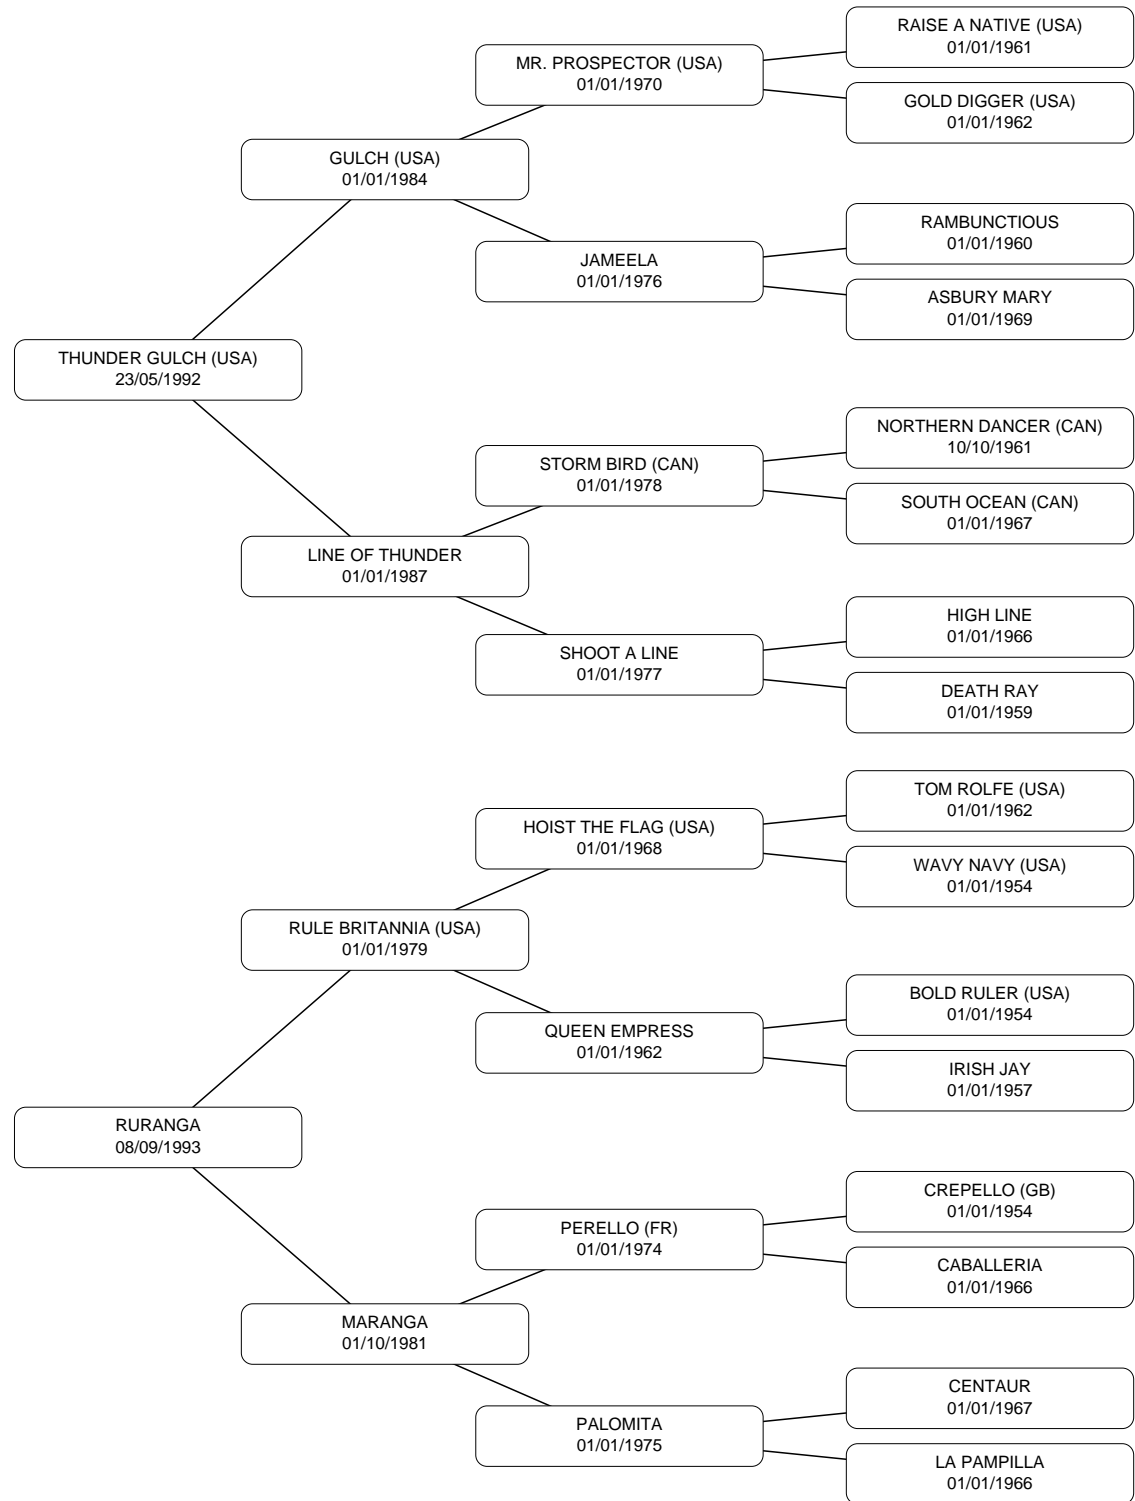 RAISE A NATIVE (USA)
01/01/1961
MR. PROSPECTOR (USA)
01/01/1970
GOLD DIGGER (USA)
01/01/1962
GULCH (USA)
01/01/1984
RAMBUNCTIOUS
01/01/1960
JAMEELA
01/01/1976
ASBURY MARY
01/01/1969
THUNDER GULCH (USA)
23/05/1992
NORTHERN DANCER (CAN)
10/10/1961
STORM BIRD (CAN)
01/01/1978
SOUTH OCEAN (CAN)
01/01/1967
LINE OF THUNDER
01/01/1987
HIGH LINE
01/01/1966
SHOOT A LINE
01/01/1977
DEATH RAY
01/01/1959
TOM ROLFE (USA)
01/01/1962
HOIST THE FLAG (USA)
01/01/1968
WAVY NAVY (USA)
01/01/1954
RULE BRITANNIA (USA)
01/01/1979
BOLD RULER (USA)
01/01/1954
QUEEN EMPRESS
01/01/1962
IRISH JAY
01/01/1957
RURANGA
08/09/1993
CREPELLO (GB)
01/01/1954
PERELLO (FR)
01/01/1974
CABALLERIA
01/01/1966
MARANGA
01/10/1981
CENTAUR
01/01/1967
PALOMITA
01/01/1975
LA PAMPILLA
01/01/1966